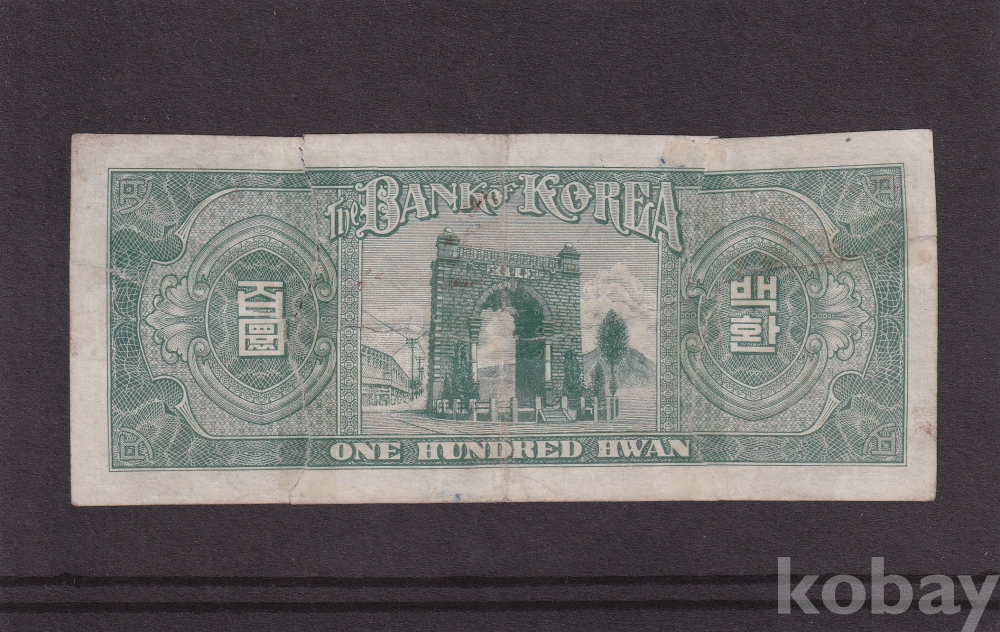 The BANK OF KOREA
百圜
백환
ONE HUNDRED HWAN
kobay